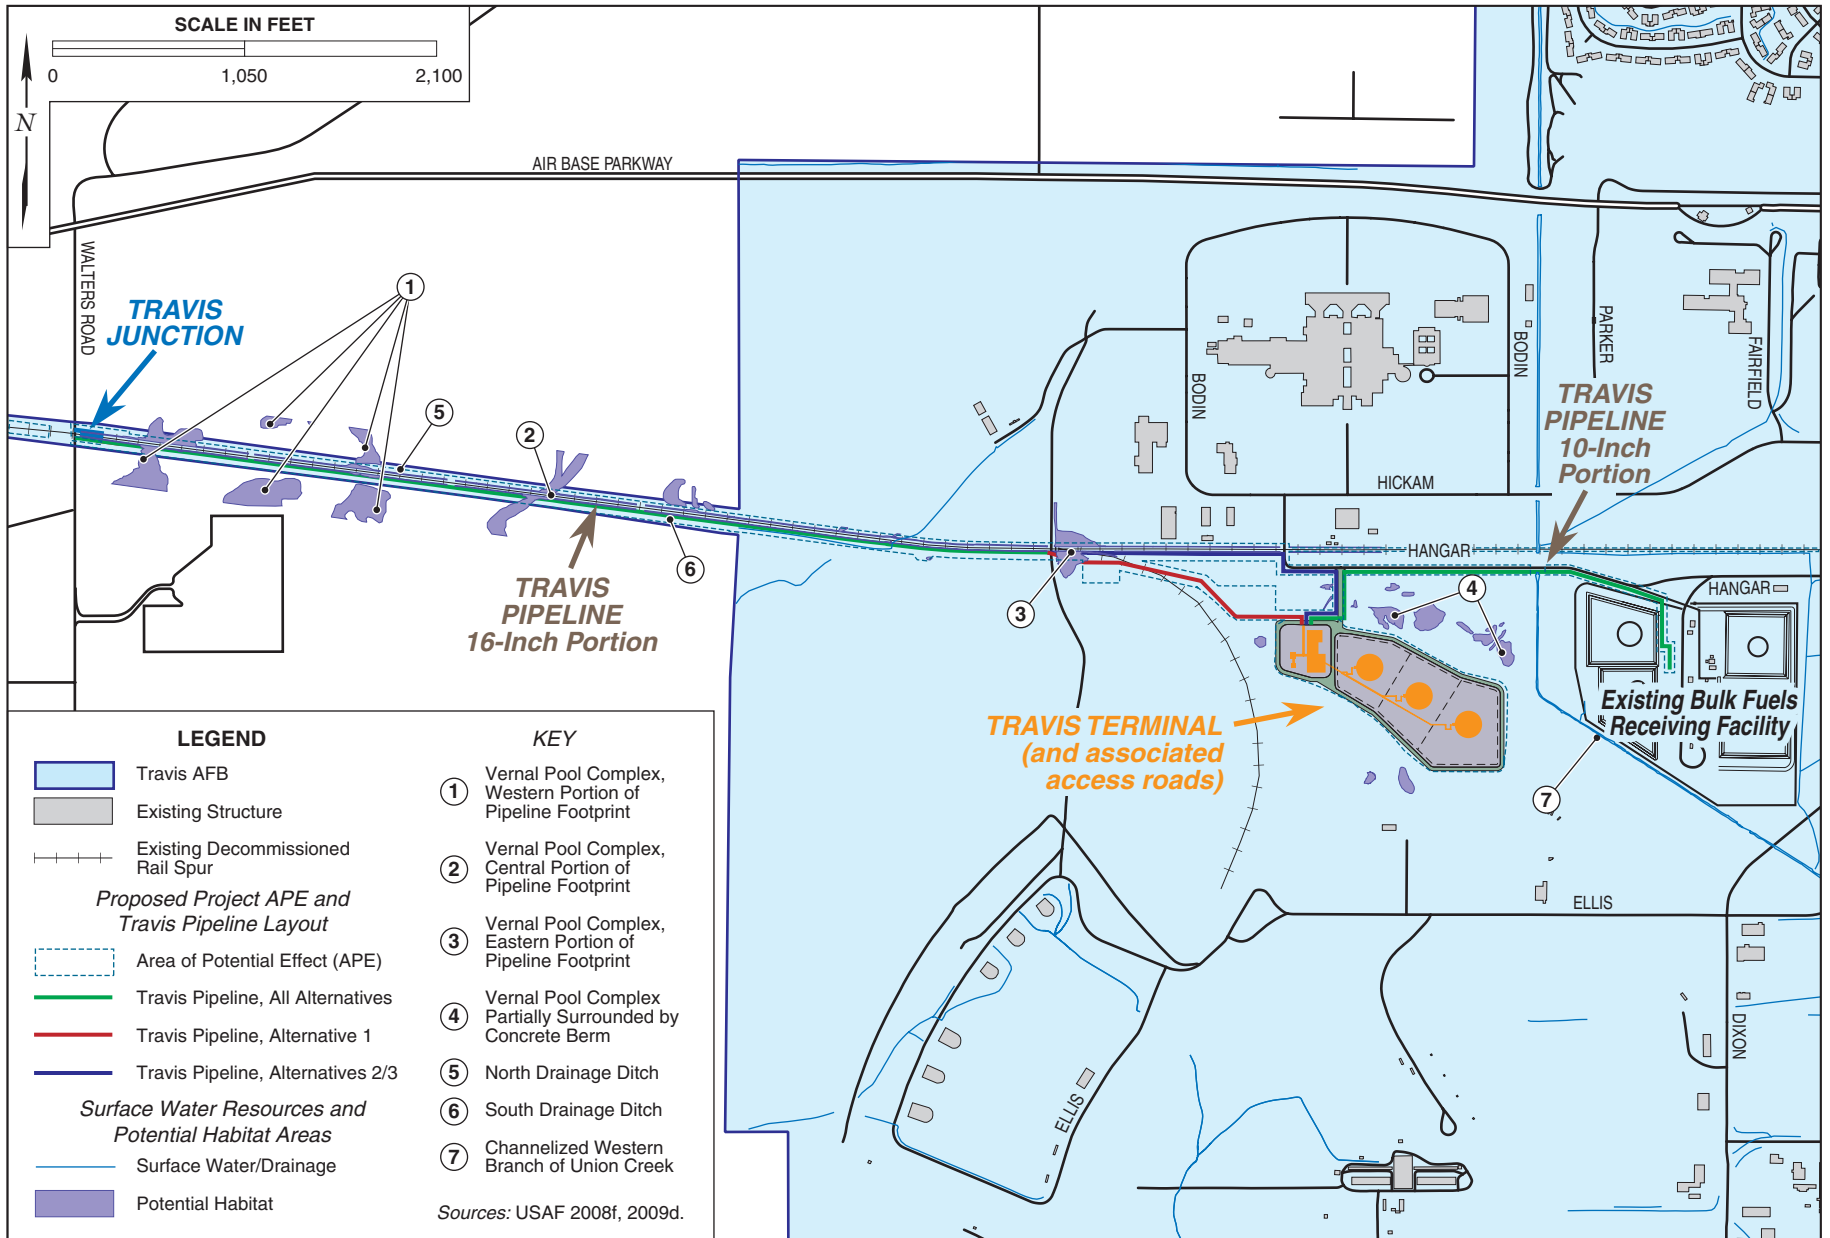 SCALE IN FEET
0 1,050 2,100
N
AIR BASE PARKWAY
WALTERS ROAD
TRAVIS
JUNCTION
1
5
2
6
TRAVIS
PIPELINE
16-Inch Portion
3
BODIN
BODIN
PARKER
FAIRFIELD
TRAVIS
PIPELINE
10-Inch
Portion
HICKAM
HANGAR
HANGAR
4
Existing Bulk Fuels
Receiving Facility
TRAVIS TERMINAL
(and associated
access roads)
7
ELLIS
ELLIS
DIXON
LEGEND
Travis AFB
Existing Structure
Existing Decommissioned
Rail Spur
Proposed Project APE and
Travis Pipeline Layout
Area of Potential Effect (APE)
Travis Pipeline, All Alternatives
Travis Pipeline, Alternative 1
Travis Pipeline, Alternatives 2/3
Surface Water Resources and
Potential Habitat Areas
Surface Water/Drainage
Potential Habitat
KEY
1 Vernal Pool Complex,
Western Portion of
Pipeline Footprint
2 Vernal Pool Complex,
Central Portion of
Pipeline Footprint
3 Vernal Pool Complex,
Eastern Portion of
Pipeline Footprint
4 Vernal Pool Complex
Partially Surrounded by
Concrete Berm
5 North Drainage Ditch
6 South Drainage Ditch
7 Channelized Western
Branch of Union Creek
Sources: USAF 2008f, 2009d.